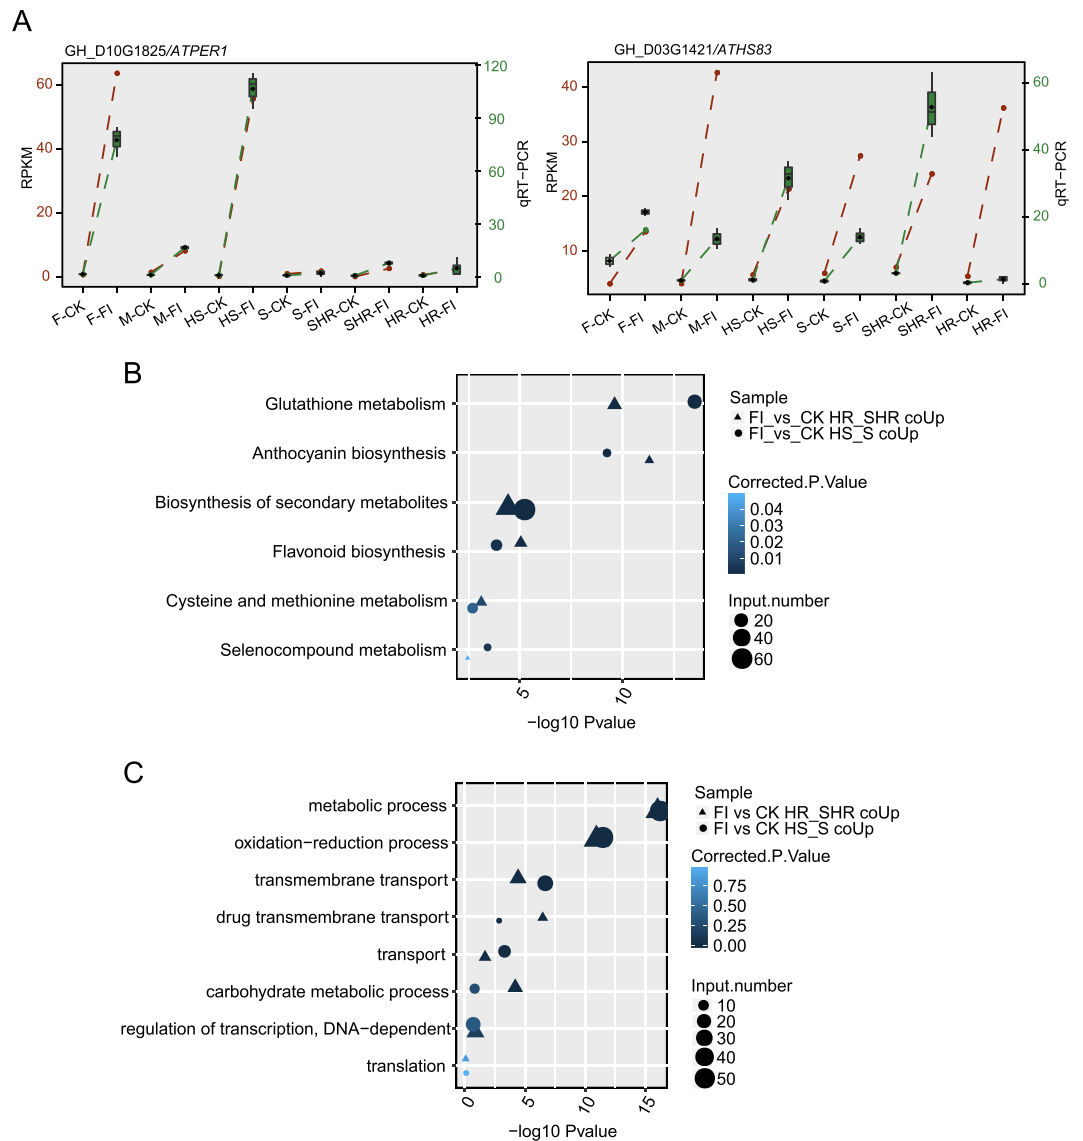 A
GH_D10G1825/ATPER1
RPKM
60
40
20
0
120
90
60
30
0
qRT−PCR
F-CK
F-FI
M-CK
M-FI
HS-CK
HS-FI
S-CK
S-FI
SHR-CK
SHR-FI
HR-CK
HR-FI
GH_D03G1421/ATHS83
RPKM
40
30
20
10
60
40
20
0
qRT−PCR
F-CK
F-FI
M-CK
M-FI
HS-CK
HS-FI
S-CK
S-FI
SHR-CK
SHR-FI
HR-CK
HR-FI
B
Glutathione metabolism
Anthocyanin biosynthesis
Biosynthesis of secondary metabolites
Flavonoid biosynthesis
Cysteine and methionine metabolism
Selenocompound metabolism
5
10
−log10 Pvalue
Sample
FI_vs_CK HR_SHR coUp
FI_vs_CK HS_S coUp
Corrected.P.Value
0.04
0.03
0.02
0.01
Input.number
20
40
60
C
metabolic process
oxidation−reduction process
transmembrane transport
drug transmembrane transport
transport
carbohydrate metabolic process
regulation of transcription, DNA−dependent
translation
0
5
10
15
−log10 Pvalue
Sample
FI vs CK HR_SHR coUp
FI vs CK HS_S coUp
Corrected.P.Value
0.75
0.50
0.25
0.00
Input.number
10
20
30
40
50